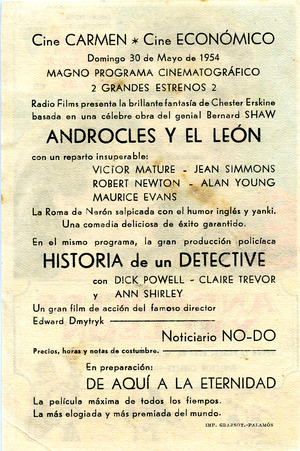 Cine CARMEN * Cine ECONÓMICO
Domingo 30 de Mayo de 1954
MAGNO PROGRAMA CINEMATOGRÁFICO
2 GRANDES ESTRENOS 2
Radio Films presenta la brillante fantasía de Chester Erskine
basada en una célebre obra del genial Bernard SHAW
ANDROCLES Y EL LEÓN
con un reparto insuperable:
VICTOR MATURE - JEAN SIMMONS
ROBERT NEWTON - ALAN YOUNG
MAURICE EVANS
La Roma de Nerón salpicada con el humor inglés y yanki.
Una comedia deliciosa de éxito garantido.
En el mismo programa, la gran producción policíaca
HISTORIA de un DETECTIVE
con DICK POWELL - CLAIRE TREVOR
y ANN SHIRLEY
Un gran film de acción del famoso director
Edward Dmytryk
Noticiario NO-DO
Precios, horas y notas de costumbre.
En preparación:
DE AQUÍ A LA ETERNIDAD
La película máxima de todos los tiempos.
La más elogiada y más premiada del mundo.
IMP. GRASSOT.-PALAMÓS